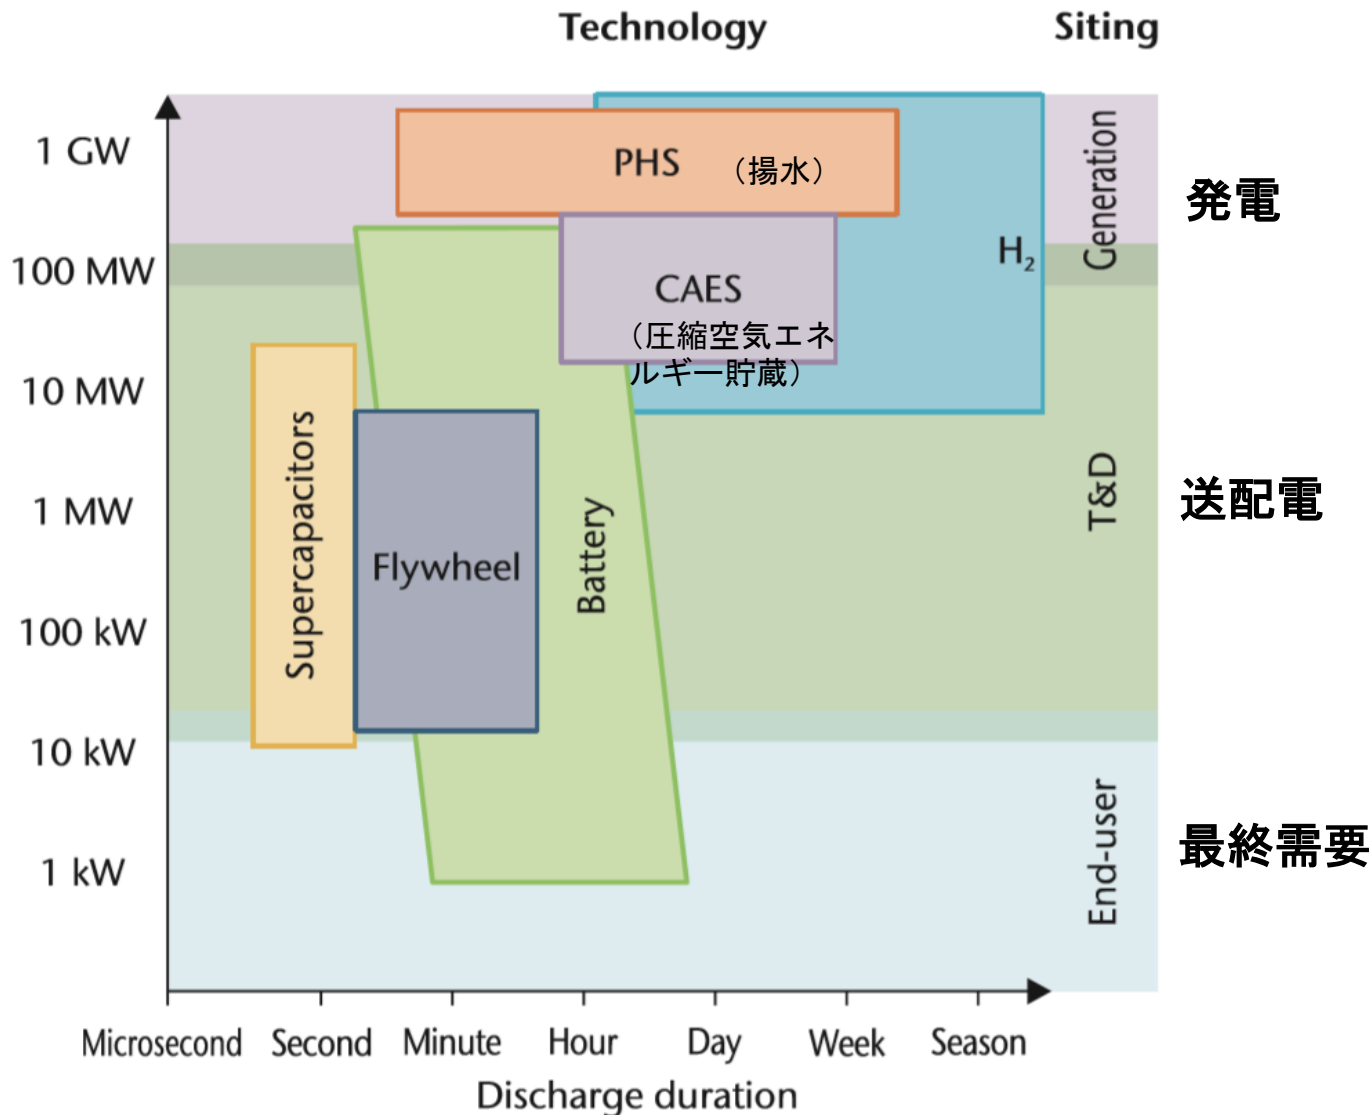 Technology
Siting
1 GW
100 MW
10 MW
1 MW
100 kW
10 kW
1 kW
PHS （揚水）
CAES
（圧縮空気エネ
ルギー貯蔵）
H₂
Supercapacitors
Flywheel
Battery
Generation
発電
T&D
送配電
End-user
最終需要
Microsecond Second Minute Hour Day Week Season
Discharge duration